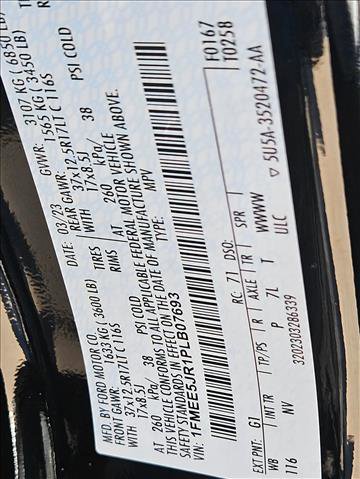 MFD. BY FORD MOTOR CO.
DATE: 03/23 GVWR: 3107 KG ( 6850 LB)
FRONT GAWR: 1633 KG ( 3600 LB) REAR GAWR: 1565 KG ( 3450 LB)
WITH 37x12.5R17LT C 116S TIRES WITH 37x12.5R17LT C 116S
17x8.5J RIMS 17x8.5J
AT 260 kPa/ 38 PSI COLD AT 260 kPa/ 38 PSI COLD
THIS VEHICLE CONFORMS TO ALL APPLICABLE FEDERAL MOTOR VEHICLE
SAFETY STANDARDS IN EFFECT ON THE DATE OF MANUFACTURE SHOWN ABOVE.
VIN: 1FMEE5JR1PLB07693 TYPE: MPV
F0167
T0258
EXT PNT: G1 RC: 71 DSO:
WB INT TR TP/PS R AXLE TR SPR
116 NV P 7L T WWWW
3202303286339 ULC
5U5A-3520472-AA